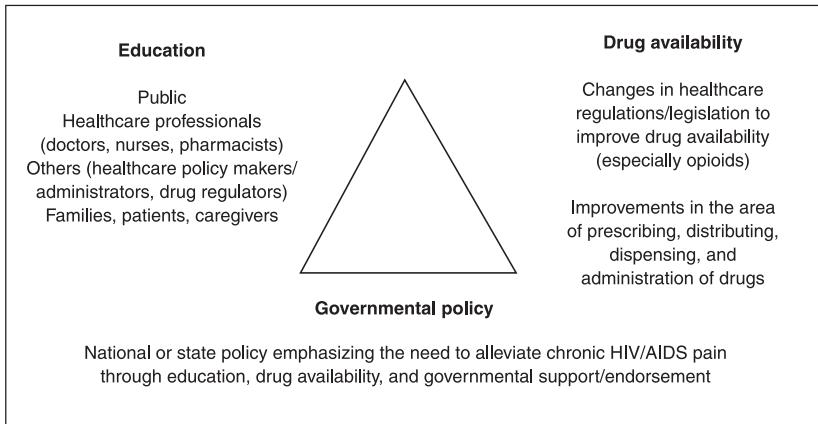 Education
Public
Healthcare professionals
(doctors, nurses, pharmacists)
Others (healthcare policy makers/
administrators, drug regulators)
Families, patients, caregivers
Drug availability
Changes in healthcare
regulations/legislation to
improve drug availability
(especially opioids)
Improvements in the area
of prescribing, distributing,
dispensing, and
administration of drugs
Governmental policy
National or state policy emphasizing the need to alleviate chronic HIV/AIDS pain
through education, drug availability, and governmental support/endorsement